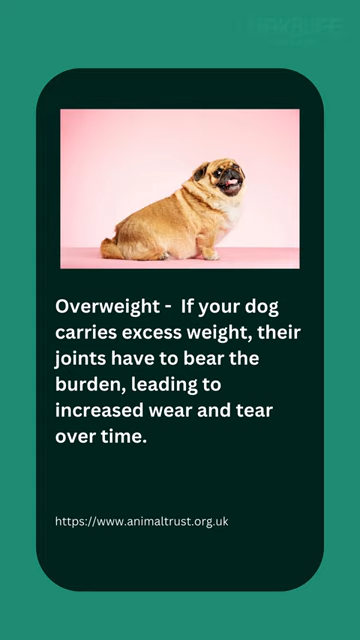 Overweight -  If your dog
carries excess weight, their
joints have to bear the
burden, leading to
increased wear and tear
over time.
https://www.animaltrust.org.uk